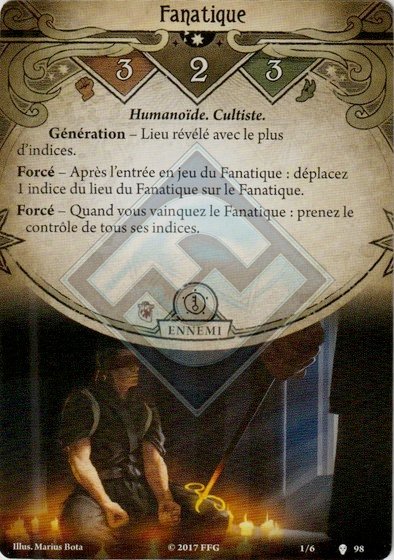 Fanatique
3 2 3
Humanoïde. Cultiste.
Génération – Lieu révélé avec le plus
d'indices.
Forcé – Après l'entrée en jeu du Fanatique : déplacez
1 indice du lieu du Fanatique sur le Fanatique.
Forcé – Quand vous vainquez le Fanatique : prenez le
contrôle de tous ses indices.
ENNEMI
Illus. Marius Bota © 2017 FFG 1/6 98